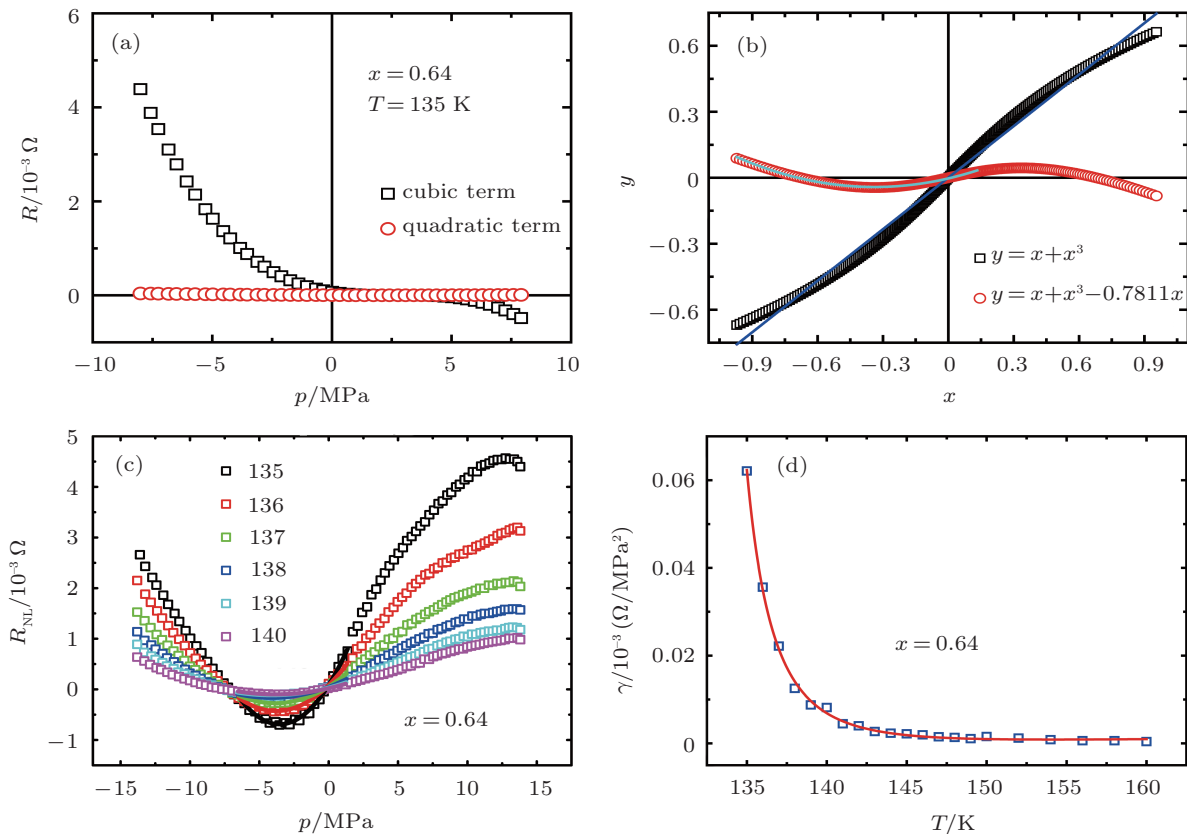 (a)
x = 0.64
T = 135 K
cubic term
quadratic term
R/10⁻³ Ω
6
4
2
0
−10
−5
0
5
10
p/MPa
(b)
y = x+x³
y = x+x³−0.7811x
y
0.6
0.3
0
−0.3
−0.6
−0.9
−0.6
−0.3
0
0.3
0.6
0.9
x
(c)
135
136
137
138
139
140
x = 0.64
R_NL/10⁻³ Ω
5
4
3
2
1
0
−1
−15
−10
−5
0
5
10
15
p/MPa
(d)
x = 0.64
γ/10⁻³ (Ω/MPa²)
0.06
0.04
0.02
0
135
140
145
150
155
160
T/K